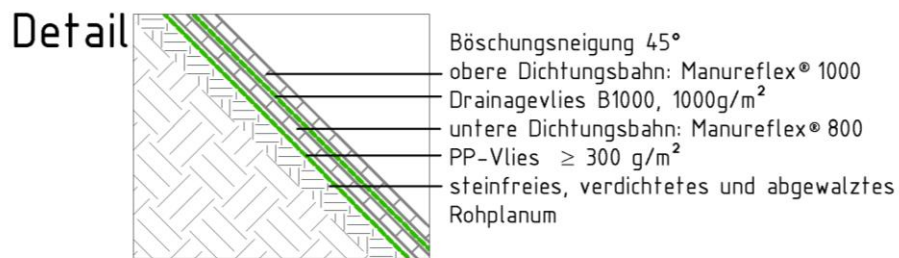 Detail
Böschungsneigung 45°
obere Dichtungsbahn: Manureflex® 1000
Drainagevlies B1000, 1000g/m²
untere Dichtungsbahn: Manureflex® 800
PP-Vlies ≥ 300 g/m²
steinfreies, verdichtetes und abgewalztes
Rohplanum